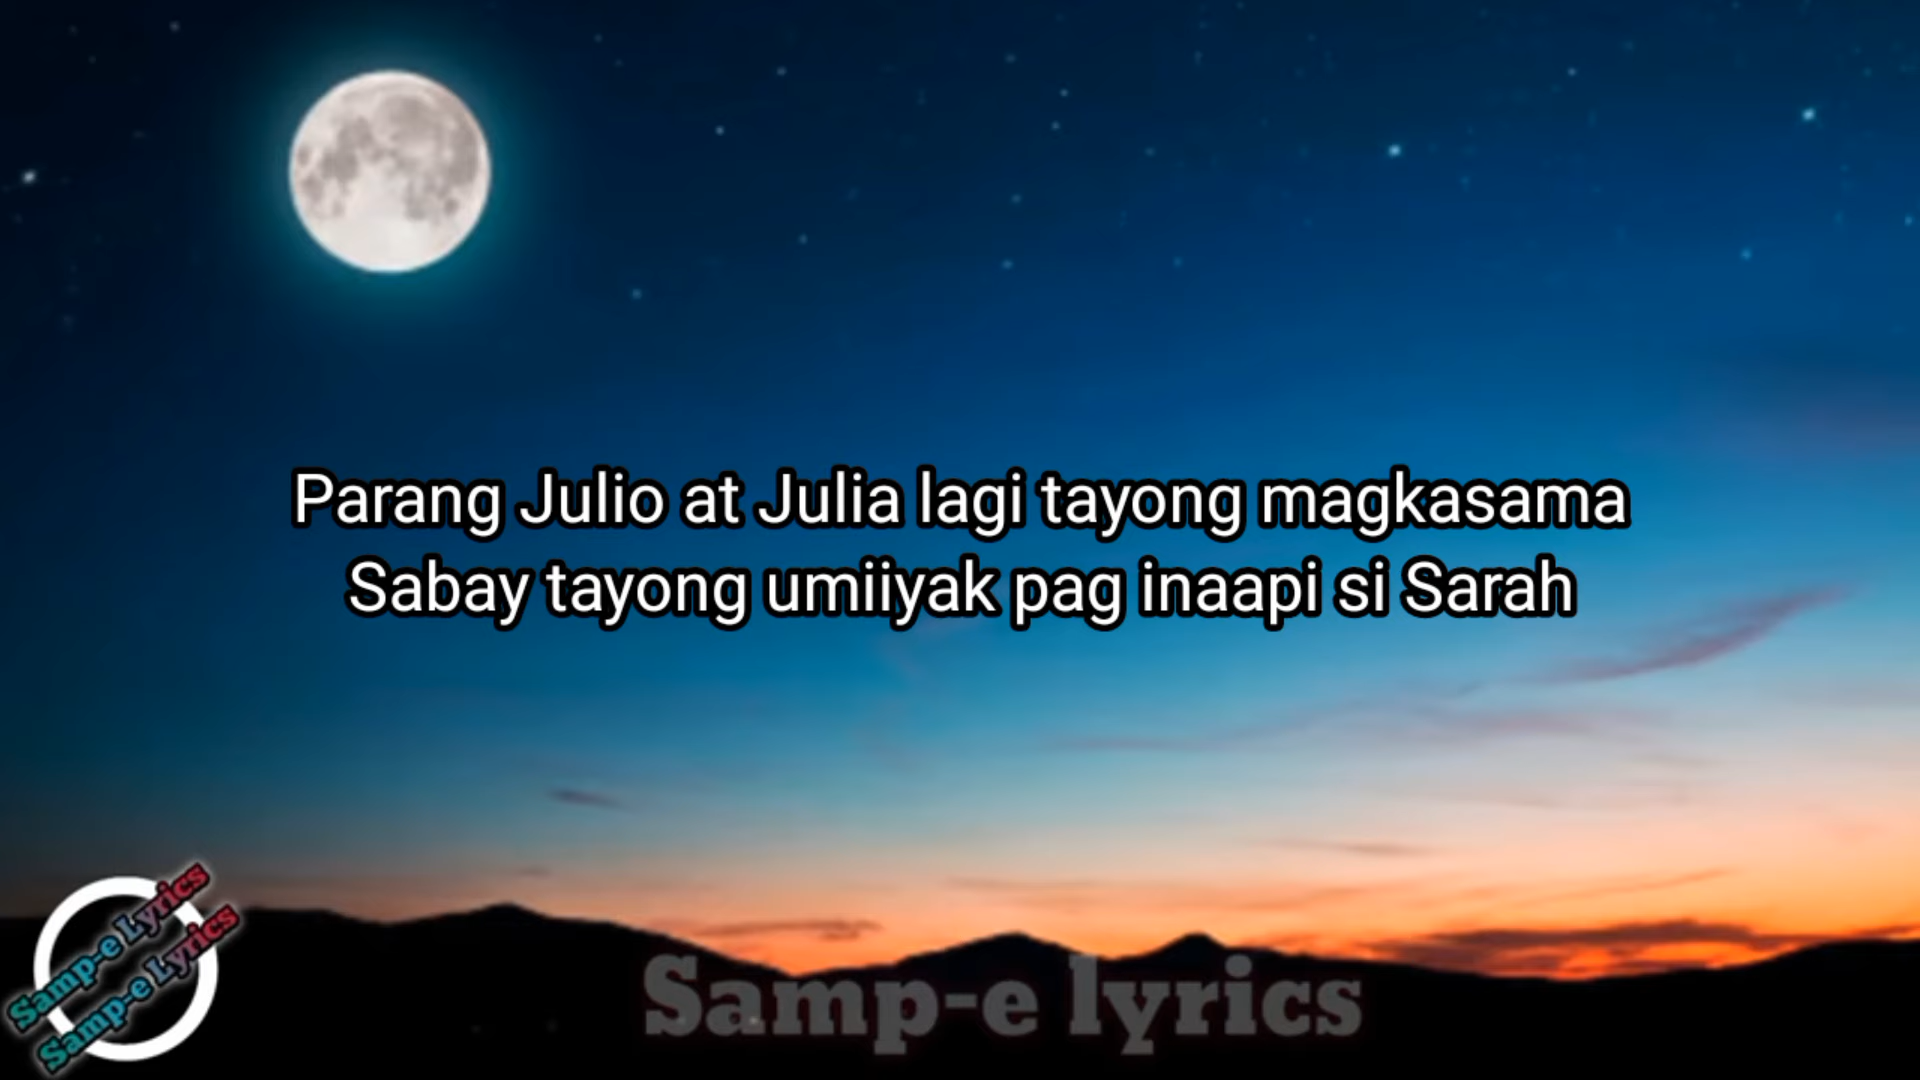 Parang Julio at Julia lagi tayong magkasama
Sabay tayong umiiyak pag inaapi si Sarah
Samp-e Lyrics
Samp-e Lyrics
Samp-e lyrics